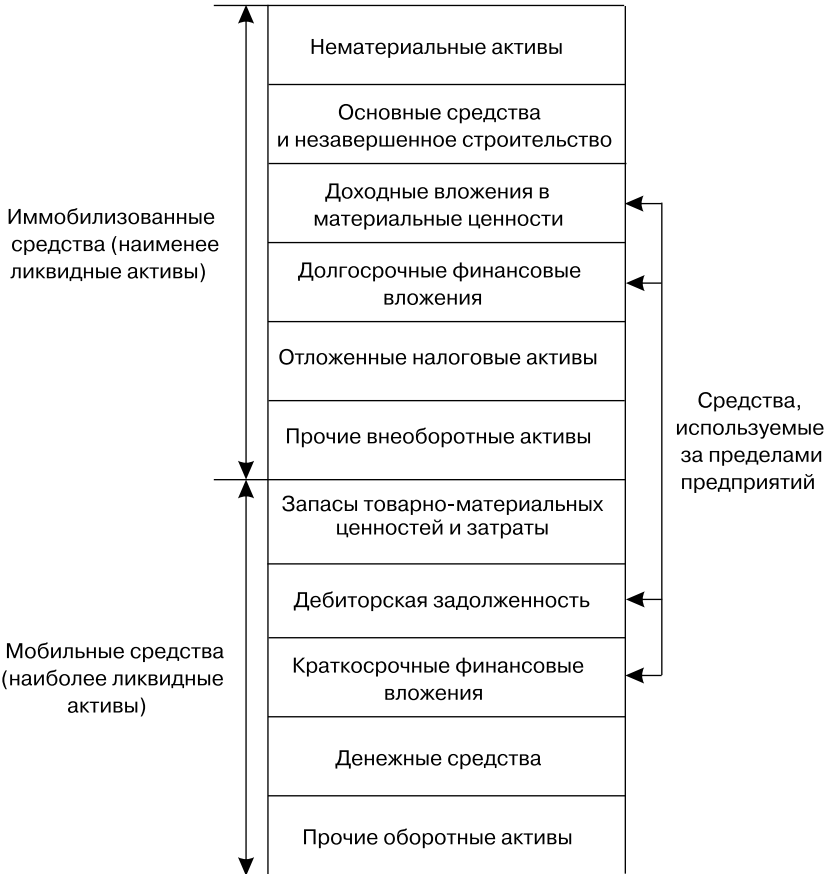 Нематериальные активы
Основные средства
и незавершенное строительство
Доходные вложения в
материальные ценности
Иммобилизованные
средства (наименее
ликвидные активы)
Долгосрочные финансовые
вложения
Отложенные налоговые активы
Прочие внеоборотные активы
Средства,
используемые
за пределами
предприятий
Запасы товарно-материальных
ценностей и затраты
Дебиторская задолженность
Мобильные средства
(наиболее ликвидные
активы)
Краткосрочные финансовые
вложения
Денежные средства
Прочие оборотные активы